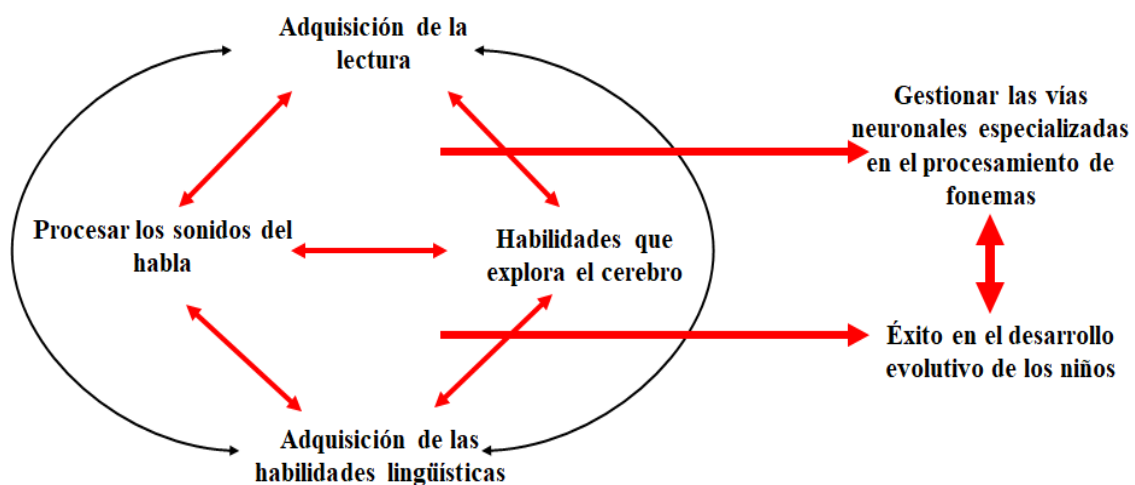 Adquisición de la
lectura
Gestionar las vías
neuronales especializadas
en el procesamiento de
fonemas
Procesar los sonidos del
habla
Habilidades que
explora el cerebro
Éxito en el desarrollo
evolutivo de los niños
Adquisición de las
habilidades lingüísticas